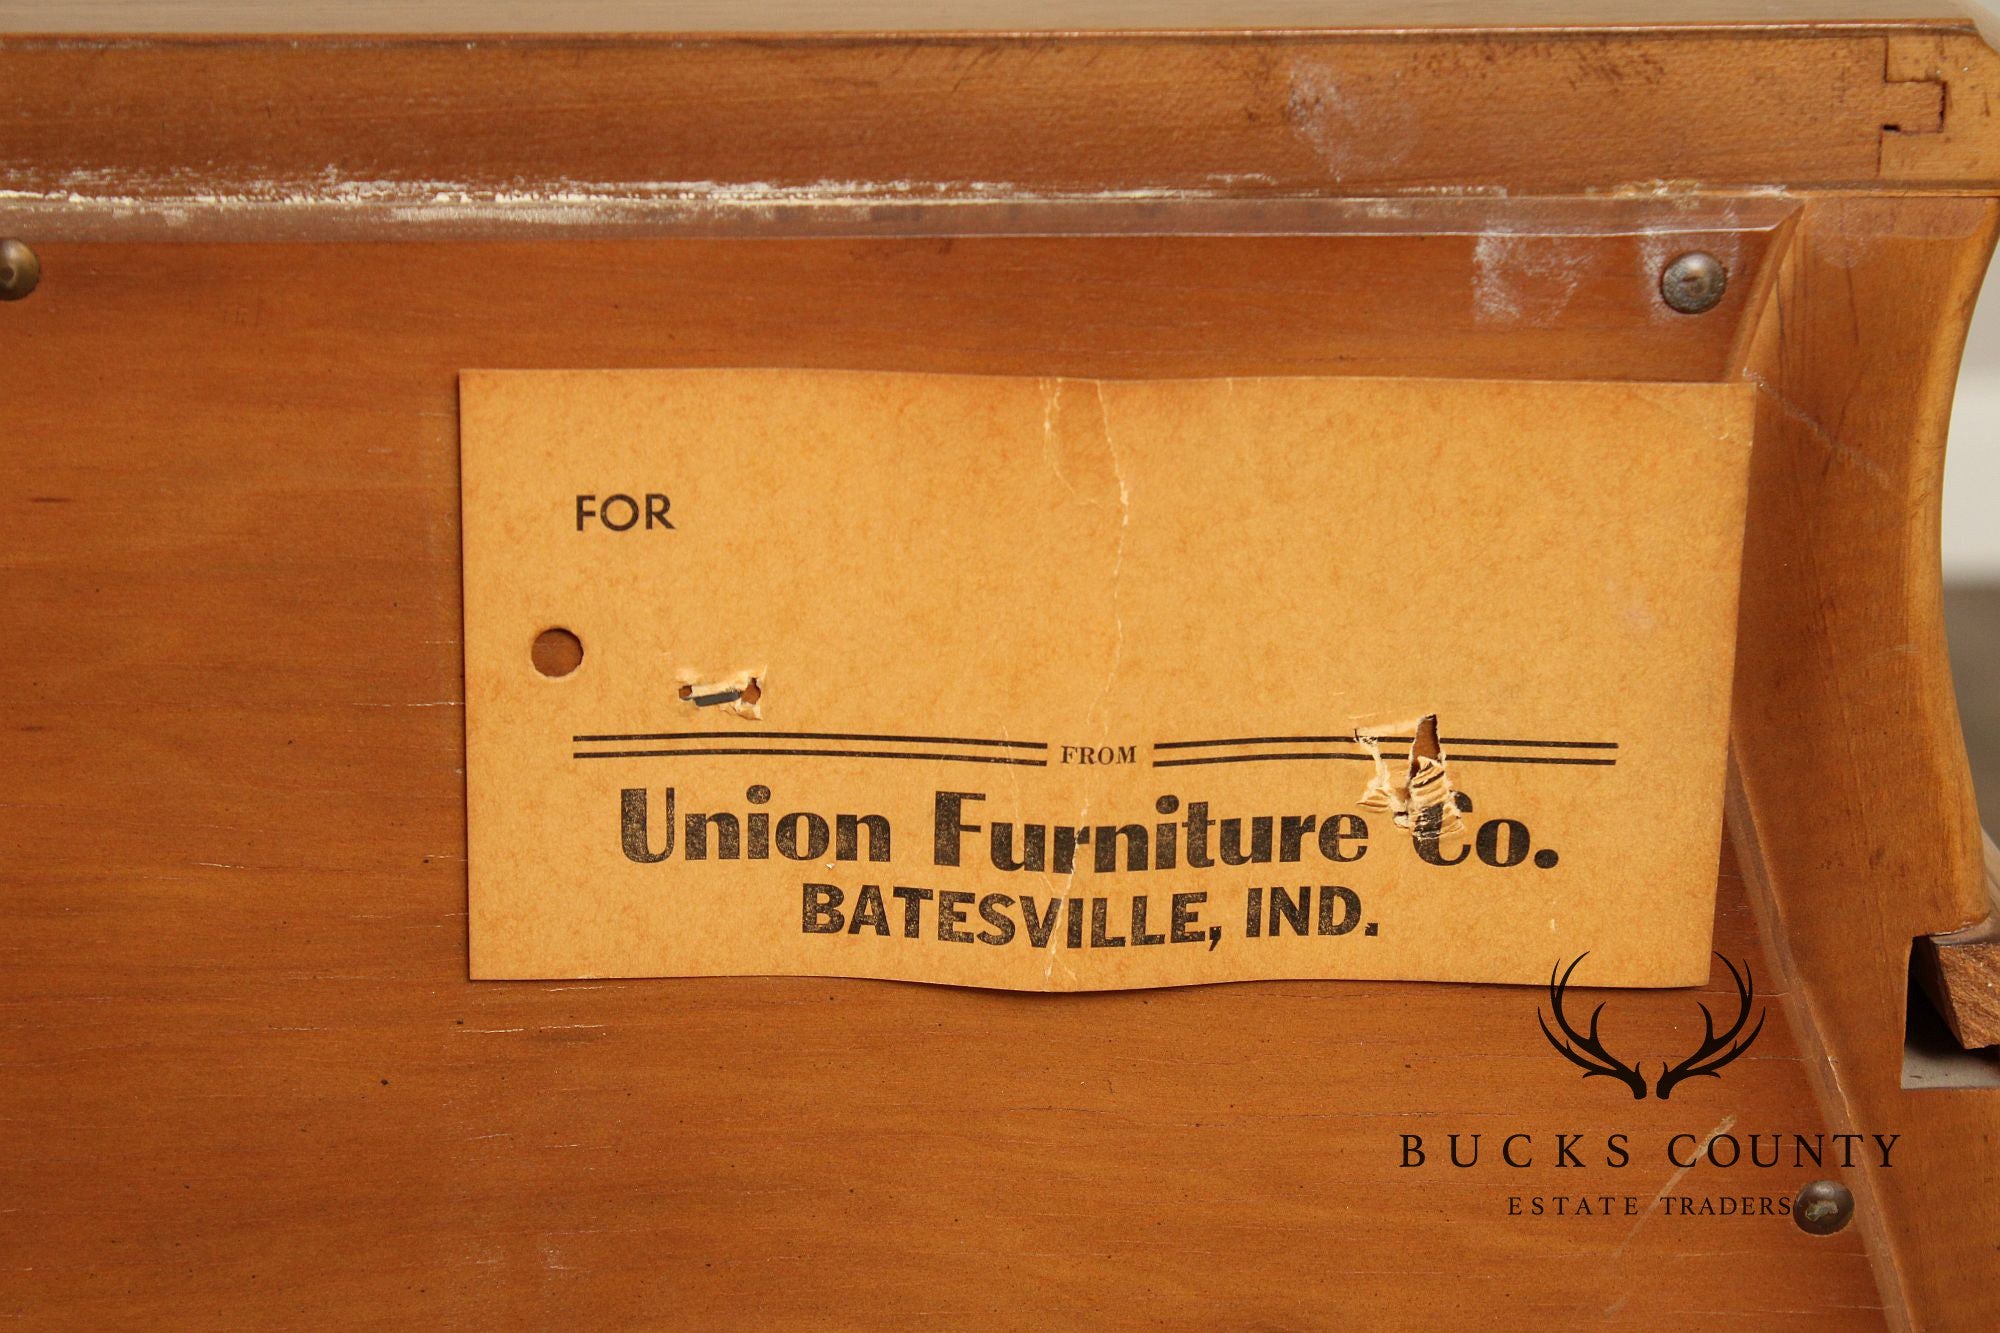 FOR
FROM
Union Furniture Co.
BATESVILLE, IND.
BUCKS COUNTY
ESTATE TRADERS